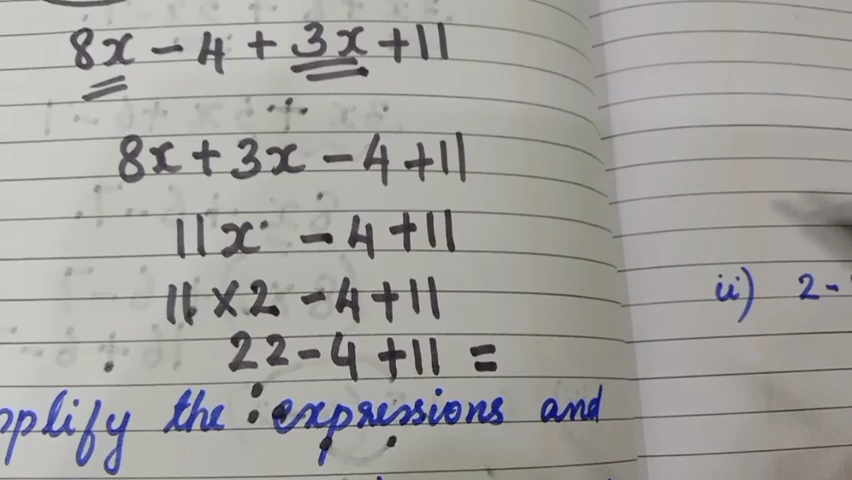 8x - 4 + 3x + 11
8x + 3x - 4 + 11
11x - 4 + 11
11 × 2 - 4 + 11
22 - 4 + 11 =
plify the expressions and
ii) 2 -